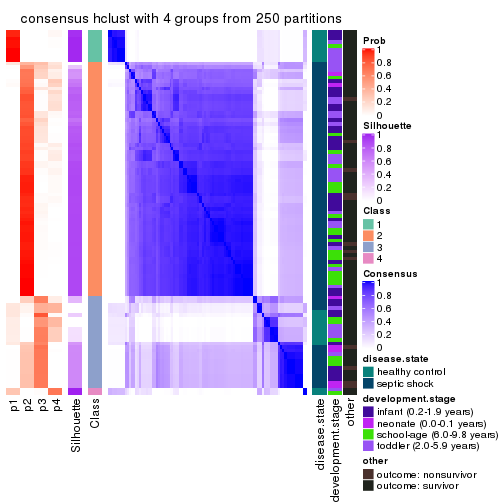 consensus hclust with 4 groups from 250 partitions
Prob
1
0.8
0.6
0.4
0.2
0
Silhouette
1
0.8
0.6
0.4
0.2
0
Class
1
2
3
4
Consensus
1
0.8
0.6
0.4
0.2
0
disease.state
healthy control
septic shock
development.stage
infant (0.2-1.9 years)
neonate (0.0-0.1 years)
school-age (6.0-9.8 years)
toddler (2.0-5.9 years)
other
outcome: nonsurvivor
outcome: survivor
p1
p2
p3
p4
Silhouette
Class
disease.state
development.stage
other